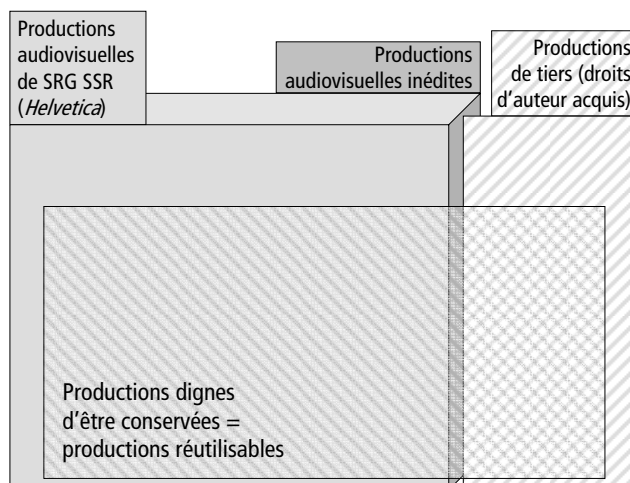 Productions
audiovisuelles
de SRG SSR
(Helvetica)
Productions
audiovisuelles inédites
Productions
de tiers (droits
d'auteur acquis)
Productions dignes
d'être conservées =
productions réutilisables